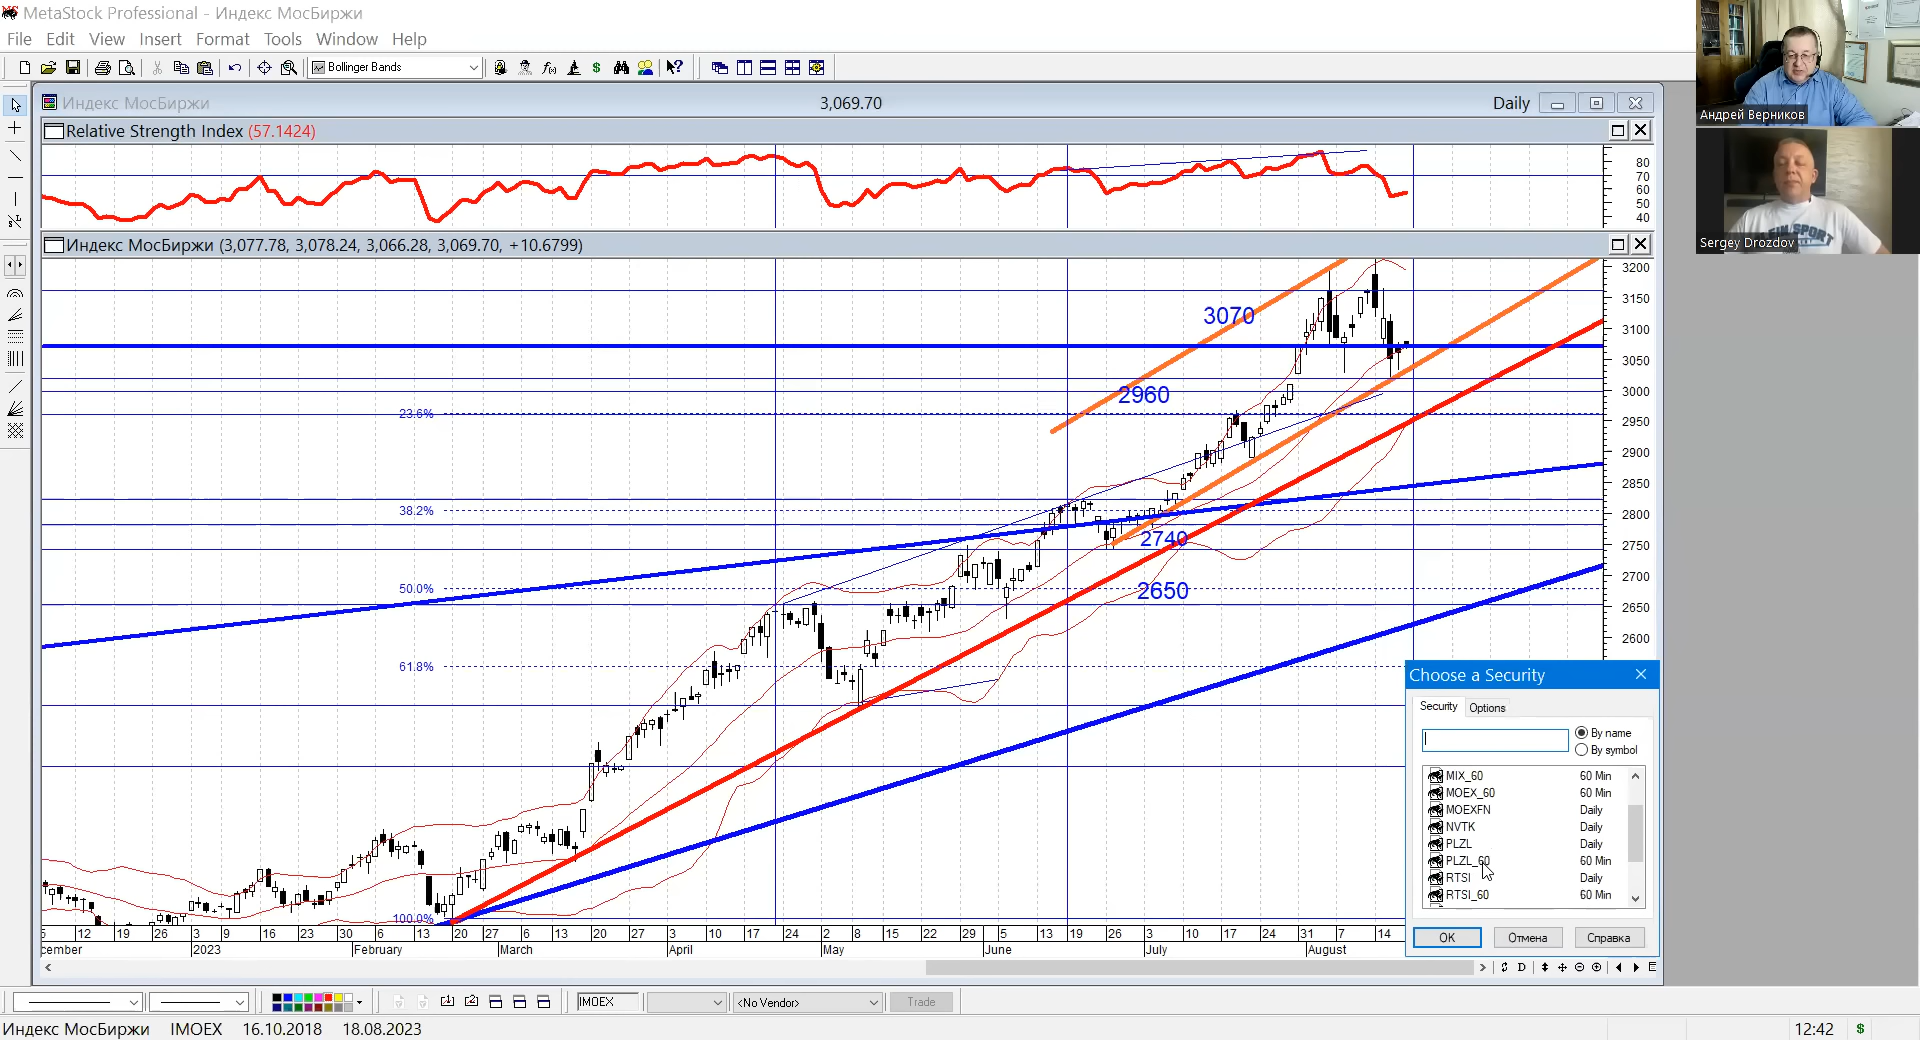 MetaStock Professional - Индекс МосБиржи
File Edit View Insert Format Tools Window Help
Bollinger Bands
Индекс МосБиржи 3,069.70 Daily
Relative Strength Index (57.1424)
80
70
60
50
40
Индекс МосБиржи (3,077.78, 3,078.24, 3,066.28, 3,069.70, +10.6799)
3200
3150
3100
3050
3000
2950
2900
2850
2800
2750
2700
2650
2600
3070
2960
23.6%
38.2%
2740
50.0%
2650
61.8%
100.0%
12 19 26 3 9 16 23 30 6 13 20 27 6 13 20 27 3 10 17 24 2 8 15 22 29 5 13 19 26 3 10 17 24 31 7 14
cember 2023 February March April May June July August
Choose a Security
Security Options
By name
By symbol
MIX_60 60 Min
MOEX_60 60 Min
MOEXFN Daily
NVTK Daily
PLZL Daily
PLZL_60 60 Min
RTSI Daily
RTSI_60 60 Min
OK Отмена Справка
IMOEX <No Vendor> Trade
Индекс МосБиржи IMOEX 16.10.2018 18.08.2023 12:42
Андрей Верников
Sergey Drozdov